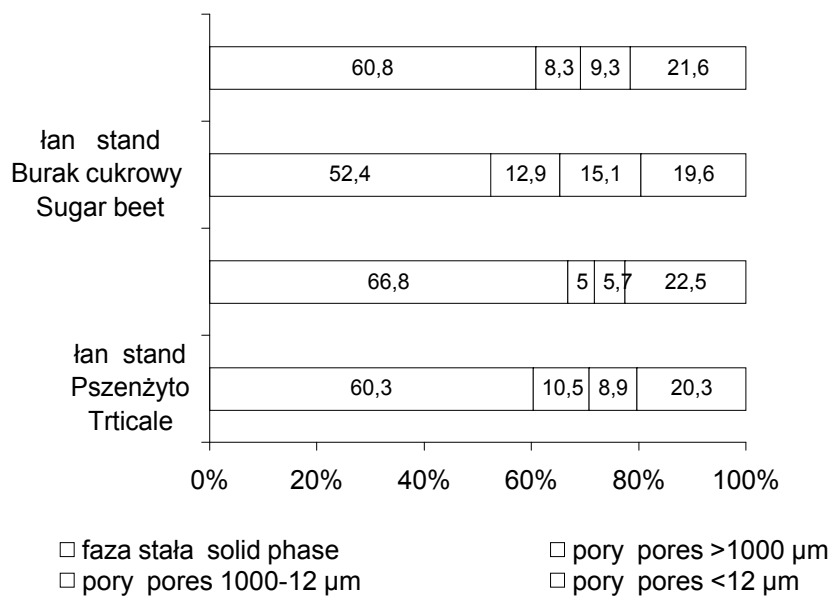 60,8 8,3 9,3 21,6
łan stand
Burak cukrowy
Sugar beet
52,4 12,9 15,1 19,6
66,8 5 5,7 22,5
łan stand
Pszenżyto
Trticale
60,3 10,5 8,9 20,3
0% 20% 40% 60% 80% 100%
faza stała solid phase pory pores >1000 µm
pory pores 1000-12 µm pory pores <12 µm